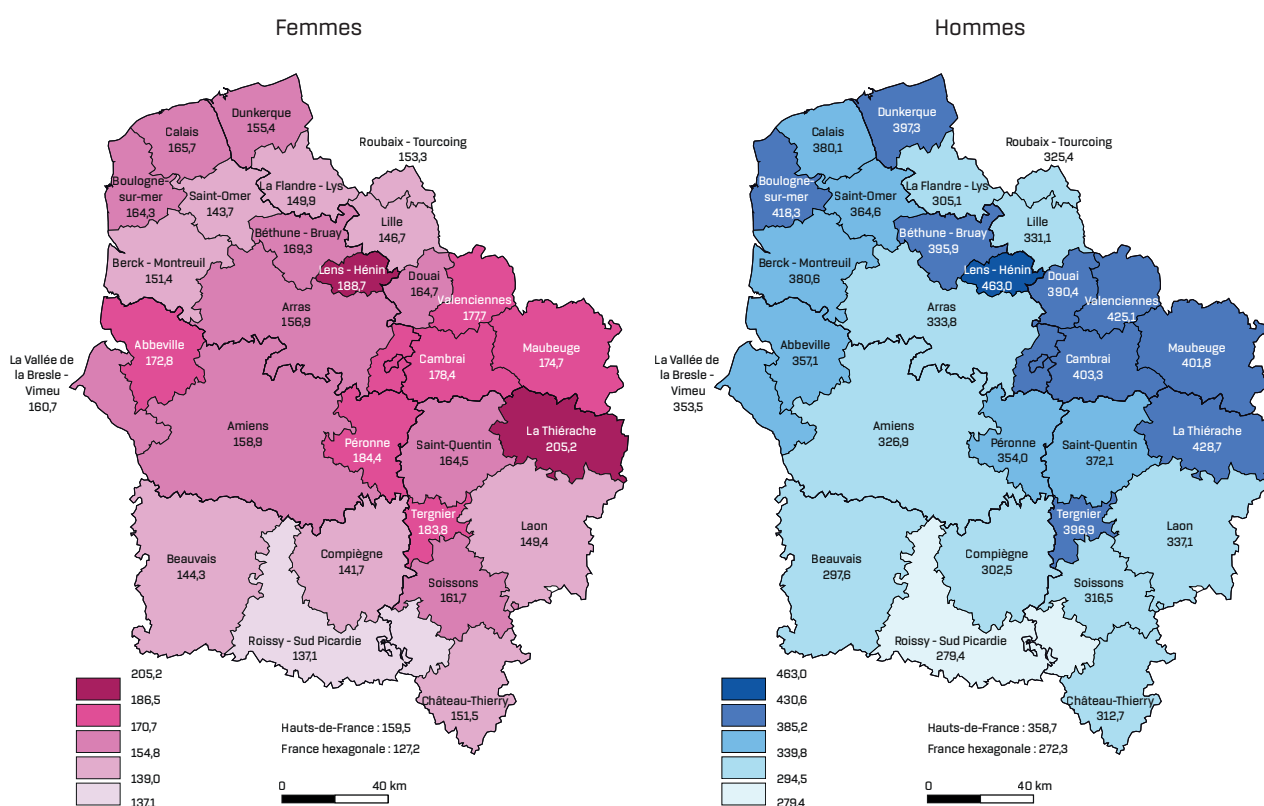 Femmes
Dunkerque
155,4
Calais
165,7
Roubaix - Tourcoing
153,3
Boulogne-
sur-mer
164,3
Saint-Omer
143,7
La Flandre - Lys
149,9
Lille
146,7
Béthune - Bruay
169,3
Berck - Montreuil
151,4
Lens - Hénin
188,7
Douai
164,7
Valenciennes
177,7
Arras
156,9
Abbeville
172,8
Cambrai
178,4
Maubeuge
174,7
La Vallée de
la Bresle -
Vimeu
160,7
Amiens
158,9
Péronne
184,4
Saint-Quentin
164,5
La Thiérache
205,2
Tergnier
183,8
Laon
149,4
Beauvais
144,3
Compiègne
141,7
Soissons
161,7
Roissy - Sud Picardie
137,1
Château-Thierry
151,5
205,2
186,5
170,7
154,8
139,0
137,1
Hauts-de-France : 159,5
France hexagonale : 127,2
0 40 km
Hommes
Dunkerque
397,3
Calais
380,1
Roubaix - Tourcoing
325,4
Boulogne-
sur-mer
418,3
Saint-Omer
364,6
La Flandre - Lys
305,1
Lille
331,1
Béthune - Bruay
395,9
Berck - Montreuil
380,6
Lens - Hénin
463,0
Douai
390,4
Valenciennes
425,1
Arras
333,8
Abbeville
357,1
Cambrai
403,3
Maubeuge
401,8
La Vallée de
la Bresle -
Vimeu
353,5
Amiens
326,9
Péronne
354,0
Saint-Quentin
372,1
La Thiérache
428,7
Tergnier
396,9
Laon
337,1
Beauvais
297,6
Compiègne
302,5
Soissons
316,5
Roissy - Sud Picardie
279,4
Château-Thierry
312,7
463,0
430,6
385,2
339,8
294,5
279,4
Hauts-de-France : 358,7
France hexagonale : 272,3
0 40 km